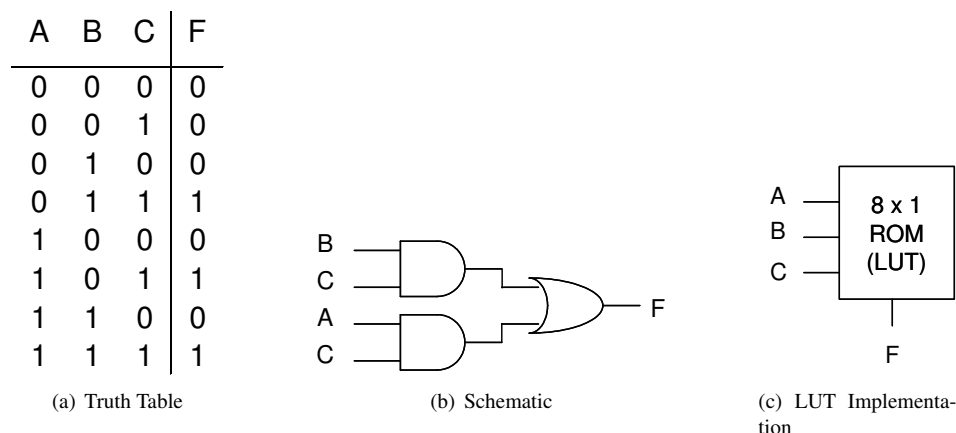 A B C F
0 0 0 0
0 0 1 0
0 1 0 0
0 1 1 1
1 0 0 0
1 0 1 1
1 1 0 0
1 1 1 1
(a) Truth Table
B
C
A
C
F
(b) Schematic
A
B
C
8 x 1
ROM
(LUT)
F
(c) LUT Implementa-
tion